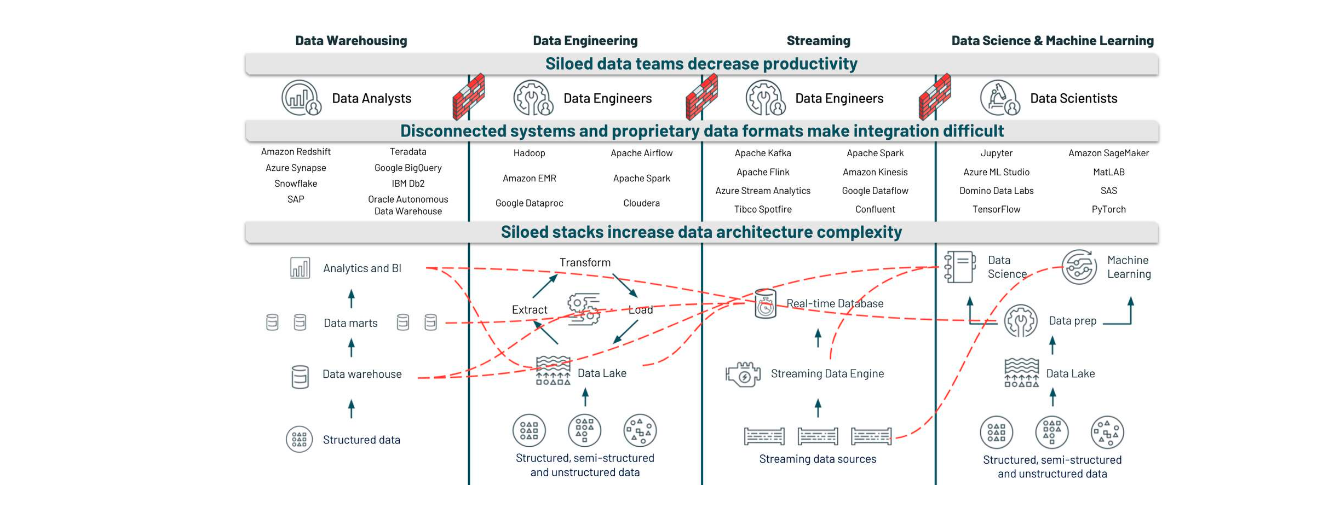 Data Warehousing
Data Engineering
Streaming
Data Science & Machine Learning
Siloed data teams decrease productivity
Data Analysts
Data Engineers
Data Engineers
Data Scientists
Disconnected systems and proprietary data formats make integration difficult
Amazon Redshift
Teradata
Azure Synapse
Google BigQuery
Snowflake
IBM Db2
SAP
Oracle Autonomous
Data Warehouse
Hadoop
Apache Airflow
Amazon EMR
Apache Spark
Google Dataproc
Cloudera
Apache Kafka
Apache Spark
Apache Flink
Amazon Kinesis
Azure Stream Analytics
Google Dataflow
Tibco Spotfire
Confluent
Jupyter
Amazon SageMaker
Azure ML Studio
MatLAB
Domino Data Labs
SAS
TensorFlow
PyTorch
Siloed stacks increase data architecture complexity
Analytics and BI
Data marts
Data warehouse
Structured data
Transform
Extract
Load
Data Lake
Structured, semi-structured
and unstructured data
Real-time Database
Streaming Data Engine
Streaming data sources
Data
Science
Machine
Learning
Data prep
Data Lake
Structured, semi-structured
and unstructured data